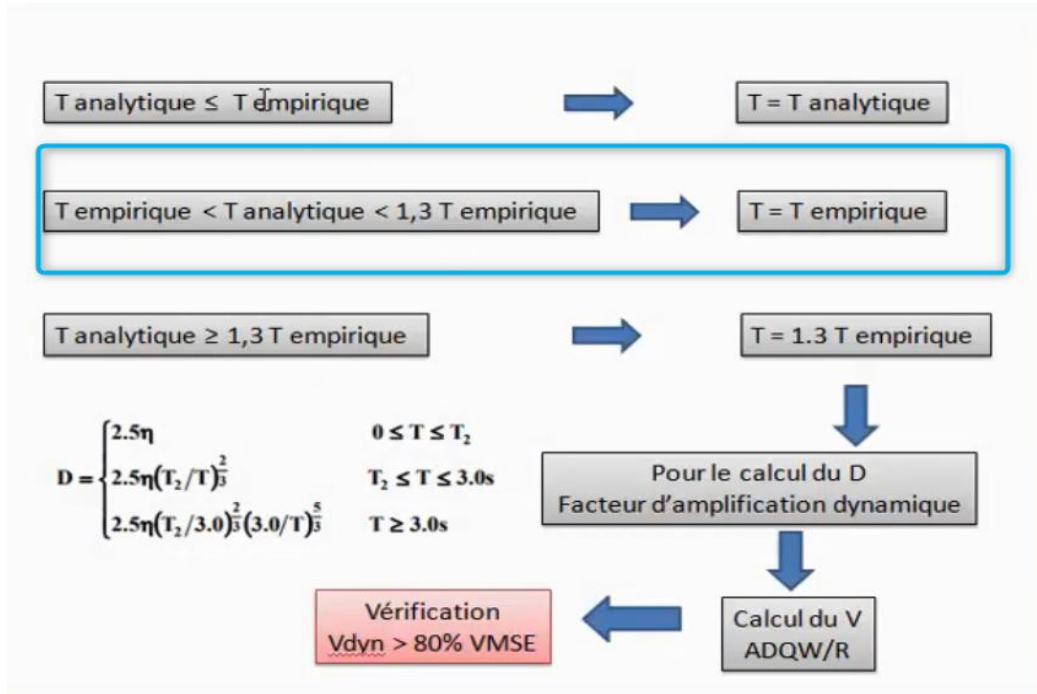 T analytique ≤ T empirique
T = T analytique
T empirique < T analytique < 1,3 T empirique
T = T empirique
T analytique ≥ 1,3 T empirique
T = 1.3 T empirique
D = { 2.5η 0 ≤ T ≤ T₂
2.5η(T₂/T)^(2/3) T₂ ≤ T ≤ 3.0s
2.5η(T₂/3.0)^(2/3)(3.0/T)^(5/3) T ≥ 3.0s
Pour le calcul du D
Facteur d'amplification dynamique
Calcul du V
ADQW/R
Vérification
Vdyn > 80% VMSE